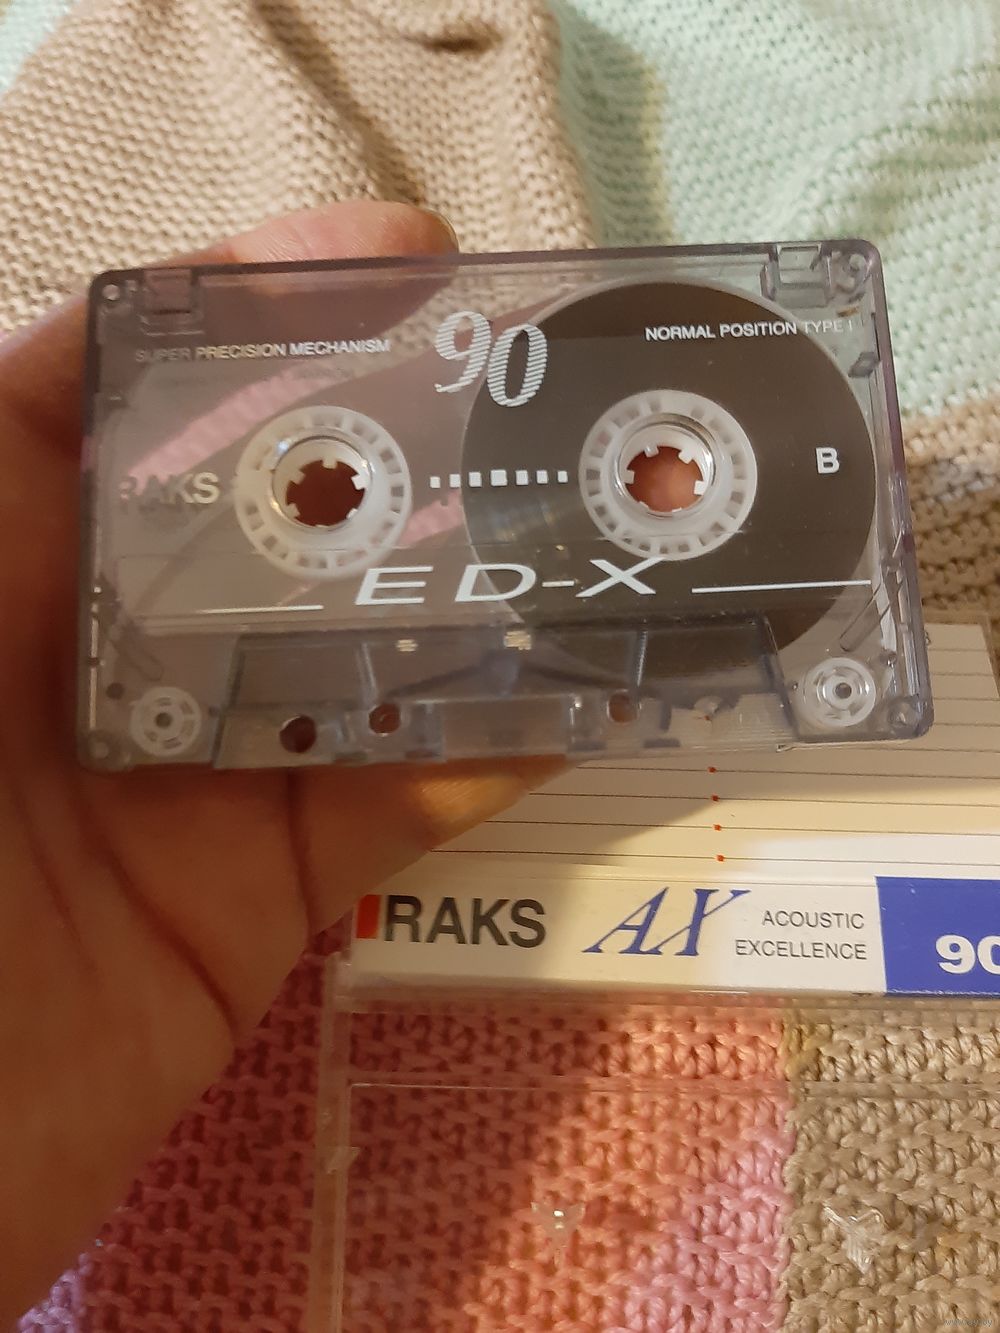 90
SUPER PRECISION MECHANISM
NORMAL POSITION TYPE I
RAKS
B
ED-X
RAKS AX ACOUSTIC
EXCELLENCE
90